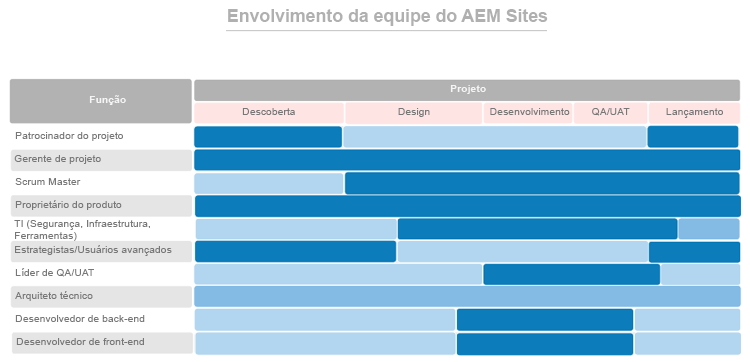 Envolvimento da equipe do AEM Sites
Função
Projeto
Descoberta
Design
Desenvolvimento
QA/UAT
Lançamento
Patrocinador do projeto
Gerente de projeto
Scrum Master
Proprietário do produto
TI (Segurança, Infraestrutura,
Ferramentas)
Estrategistas/Usuários avançados
Líder de QA/UAT
Arquiteto técnico
Desenvolvedor de back-end
Desenvolvedor de front-end